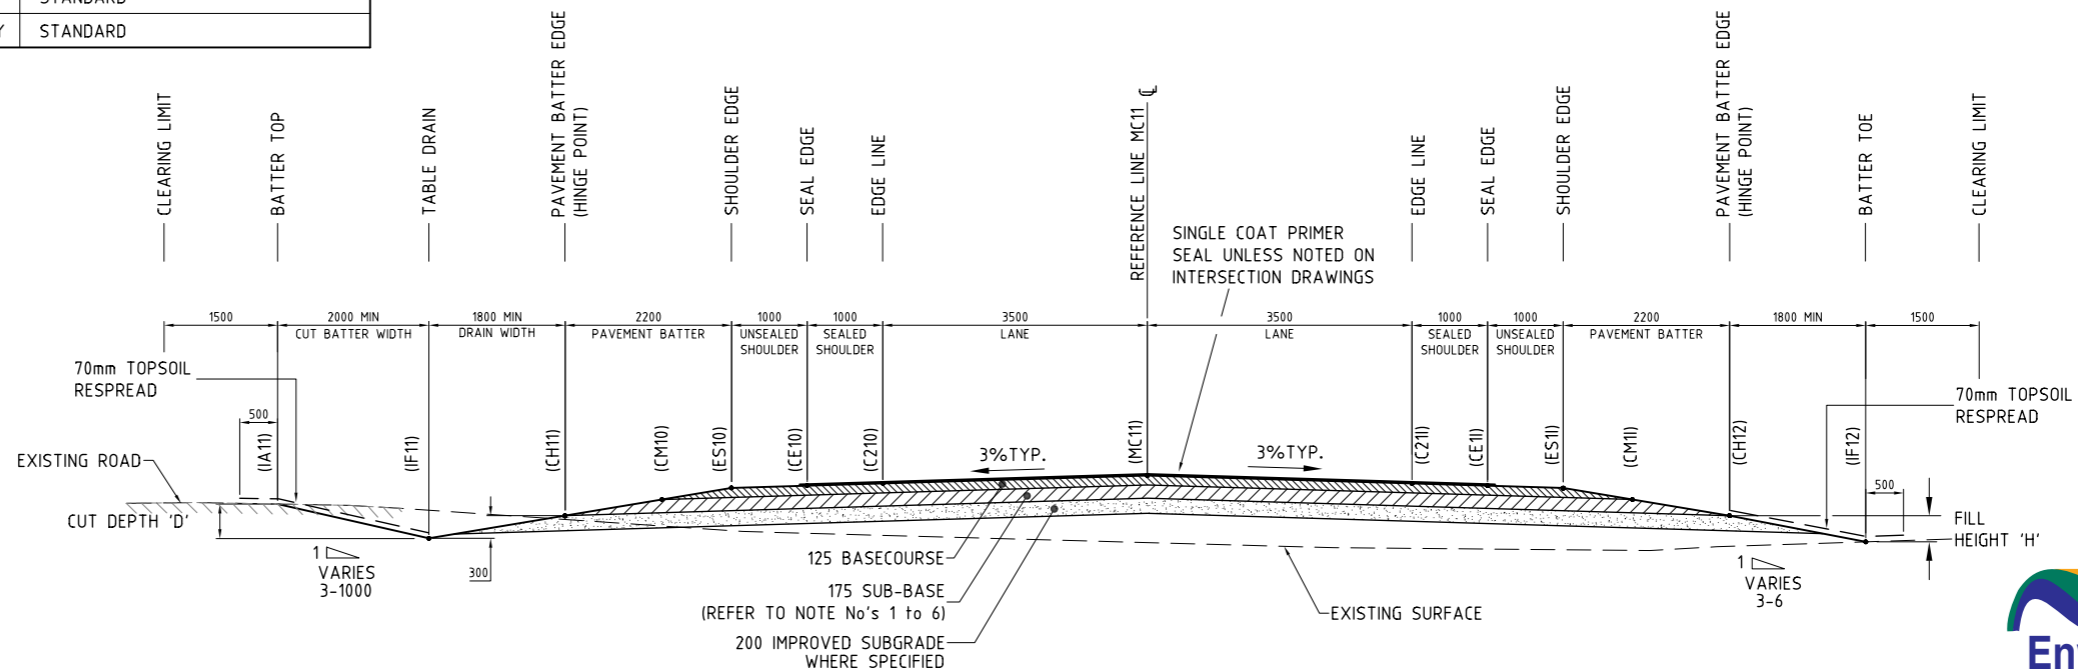 STANDARD
Y STANDARD
CLEARING LIMIT
BATTER TOP
TABLE DRAIN
PAVEMENT BATTER EDGE
(HINGE POINT)
SHOULDER EDGE
SEAL EDGE
EDGE LINE
REFERENCE LINE MC11 ℄
EDGE LINE
SEAL EDGE
SHOULDER EDGE
PAVEMENT BATTER EDGE
(HINGE POINT)
BATTER TOE
CLEARING LIMIT
SINGLE COAT PRIMER
SEAL UNLESS NOTED ON
INTERSECTION DRAWINGS
1500
2000 MIN
CUT BATTER WIDTH
1800 MIN
DRAIN WIDTH
2200
PAVEMENT BATTER
1000
UNSEALED
SHOULDER
1000
SEALED
SHOULDER
3500
LANE
3500
LANE
1000
SEALED
SHOULDER
1000
UNSEALED
SHOULDER
2200
PAVEMENT BATTER
1800 MIN
1500
70mm TOPSOIL
RESPREAD
70mm TOPSOIL
RESPREAD
500
(IA11)
(IF11)
(CH11)
(CM10)
(ES10)
(CE10)
(C210)
(MC11)
(C211)
(CE11)
(ES11)
(CM11)
(CH12)
(IF12)
500
3%TYP.
3%TYP.
EXISTING ROAD
CUT DEPTH 'D'
FILL
HEIGHT 'H'
1
VARIES
3-1000
300
125 BASECOURSE
175 SUB-BASE
(REFER TO NOTE No's 1 to 6)
200 IMPROVED SUBGRADE
WHERE SPECIFIED
EXISTING SURFACE
1
VARIES
3-6
Env